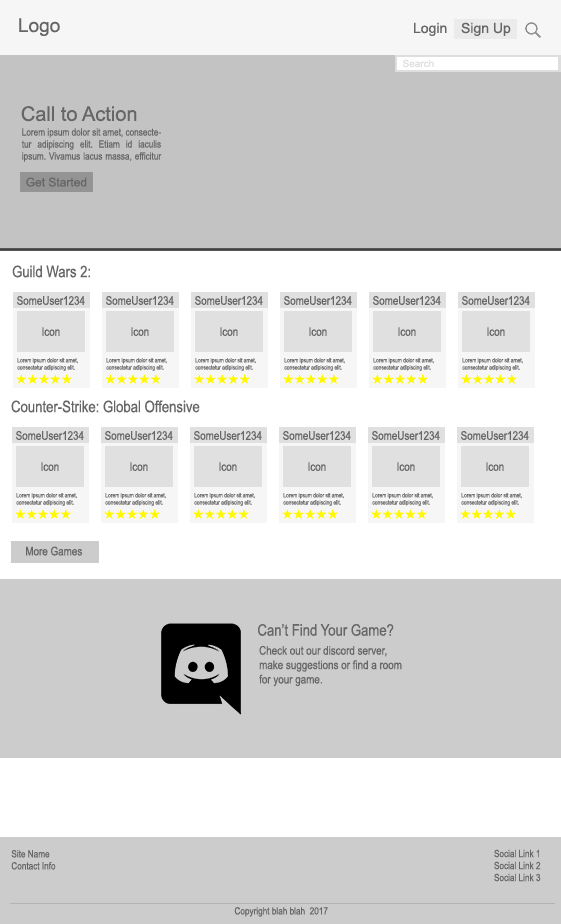 Logo
Login Sign Up
Search
Call to Action
Lorem ipsum dolor sit amet, consecte-
tur adipiscing elit. Etiam id iaculis
ipsum. Vivamus lacus massa, efficitur
Get Started
Guild Wars 2:
SomeUser1234 SomeUser1234 SomeUser1234 SomeUser1234 SomeUser1234 SomeUser1234
Icon Icon Icon Icon Icon Icon
Lorem ipsum dolor sit amet, Lorem ipsum dolor sit amet, Lorem ipsum dolor sit amet, Lorem ipsum dolor sit amet, Lorem ipsum dolor sit amet, Lorem ipsum dolor sit amet,
consectetur adipiscing elit. consectetur adipiscing elit. consectetur adipiscing elit. consectetur adipiscing elit. consectetur adipiscing elit. consectetur adipiscing elit.
Counter-Strike: Global Offensive
SomeUser1234 SomeUser1234 SomeUser1234 SomeUser1234 SomeUser1234 SomeUser1234
Icon Icon Icon Icon Icon Icon
Lorem ipsum dolor sit amet, Lorem ipsum dolor sit amet, Lorem ipsum dolor sit amet, Lorem ipsum dolor sit amet, Lorem ipsum dolor sit amet, Lorem ipsum dolor sit amet,
consectetur adipiscing elit. consectetur adipiscing elit. consectetur adipiscing elit. consectetur adipiscing elit. consectetur adipiscing elit. consectetur adipiscing elit.
More Games
Can't Find Your Game?
Check out our discord server,
make suggestions or find a room
for your game.
Site Name
Contact Info
Social Link 1
Social Link 2
Social Link 3
Copyright blah blah 2017